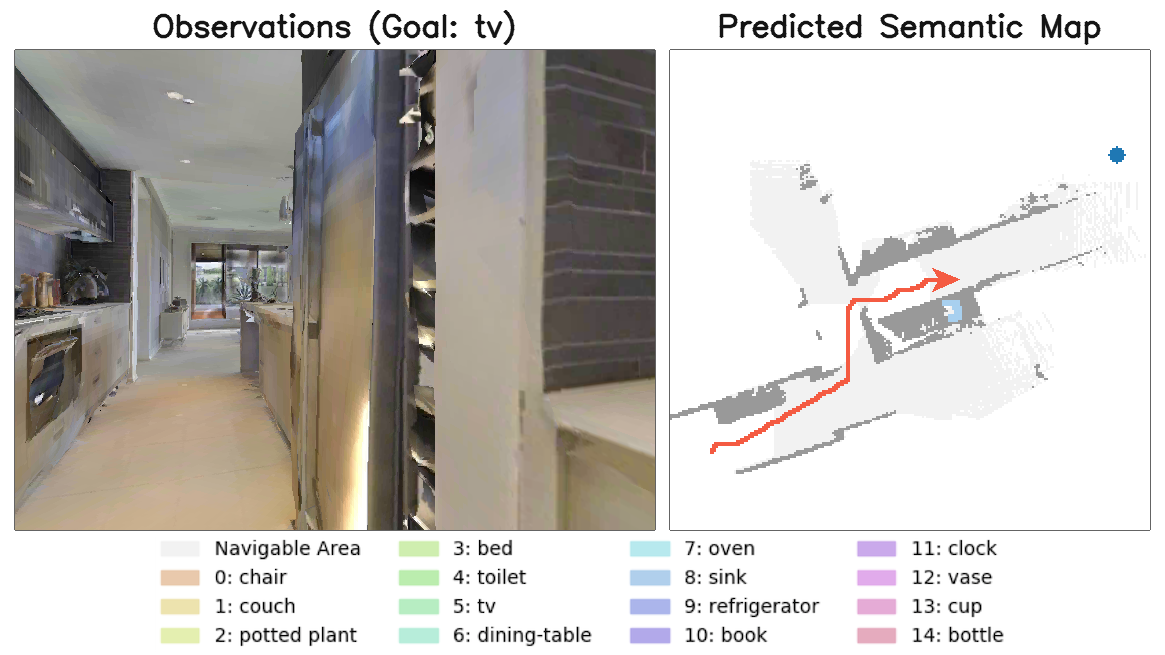 Observations (Goal: tv)
Predicted Semantic Map
Navigable Area
0: chair
1: couch
2: potted plant
3: bed
4: toilet
5: tv
6: dining-table
7: oven
8: sink
9: refrigerator
10: book
11: clock
12: vase
13: cup
14: bottle